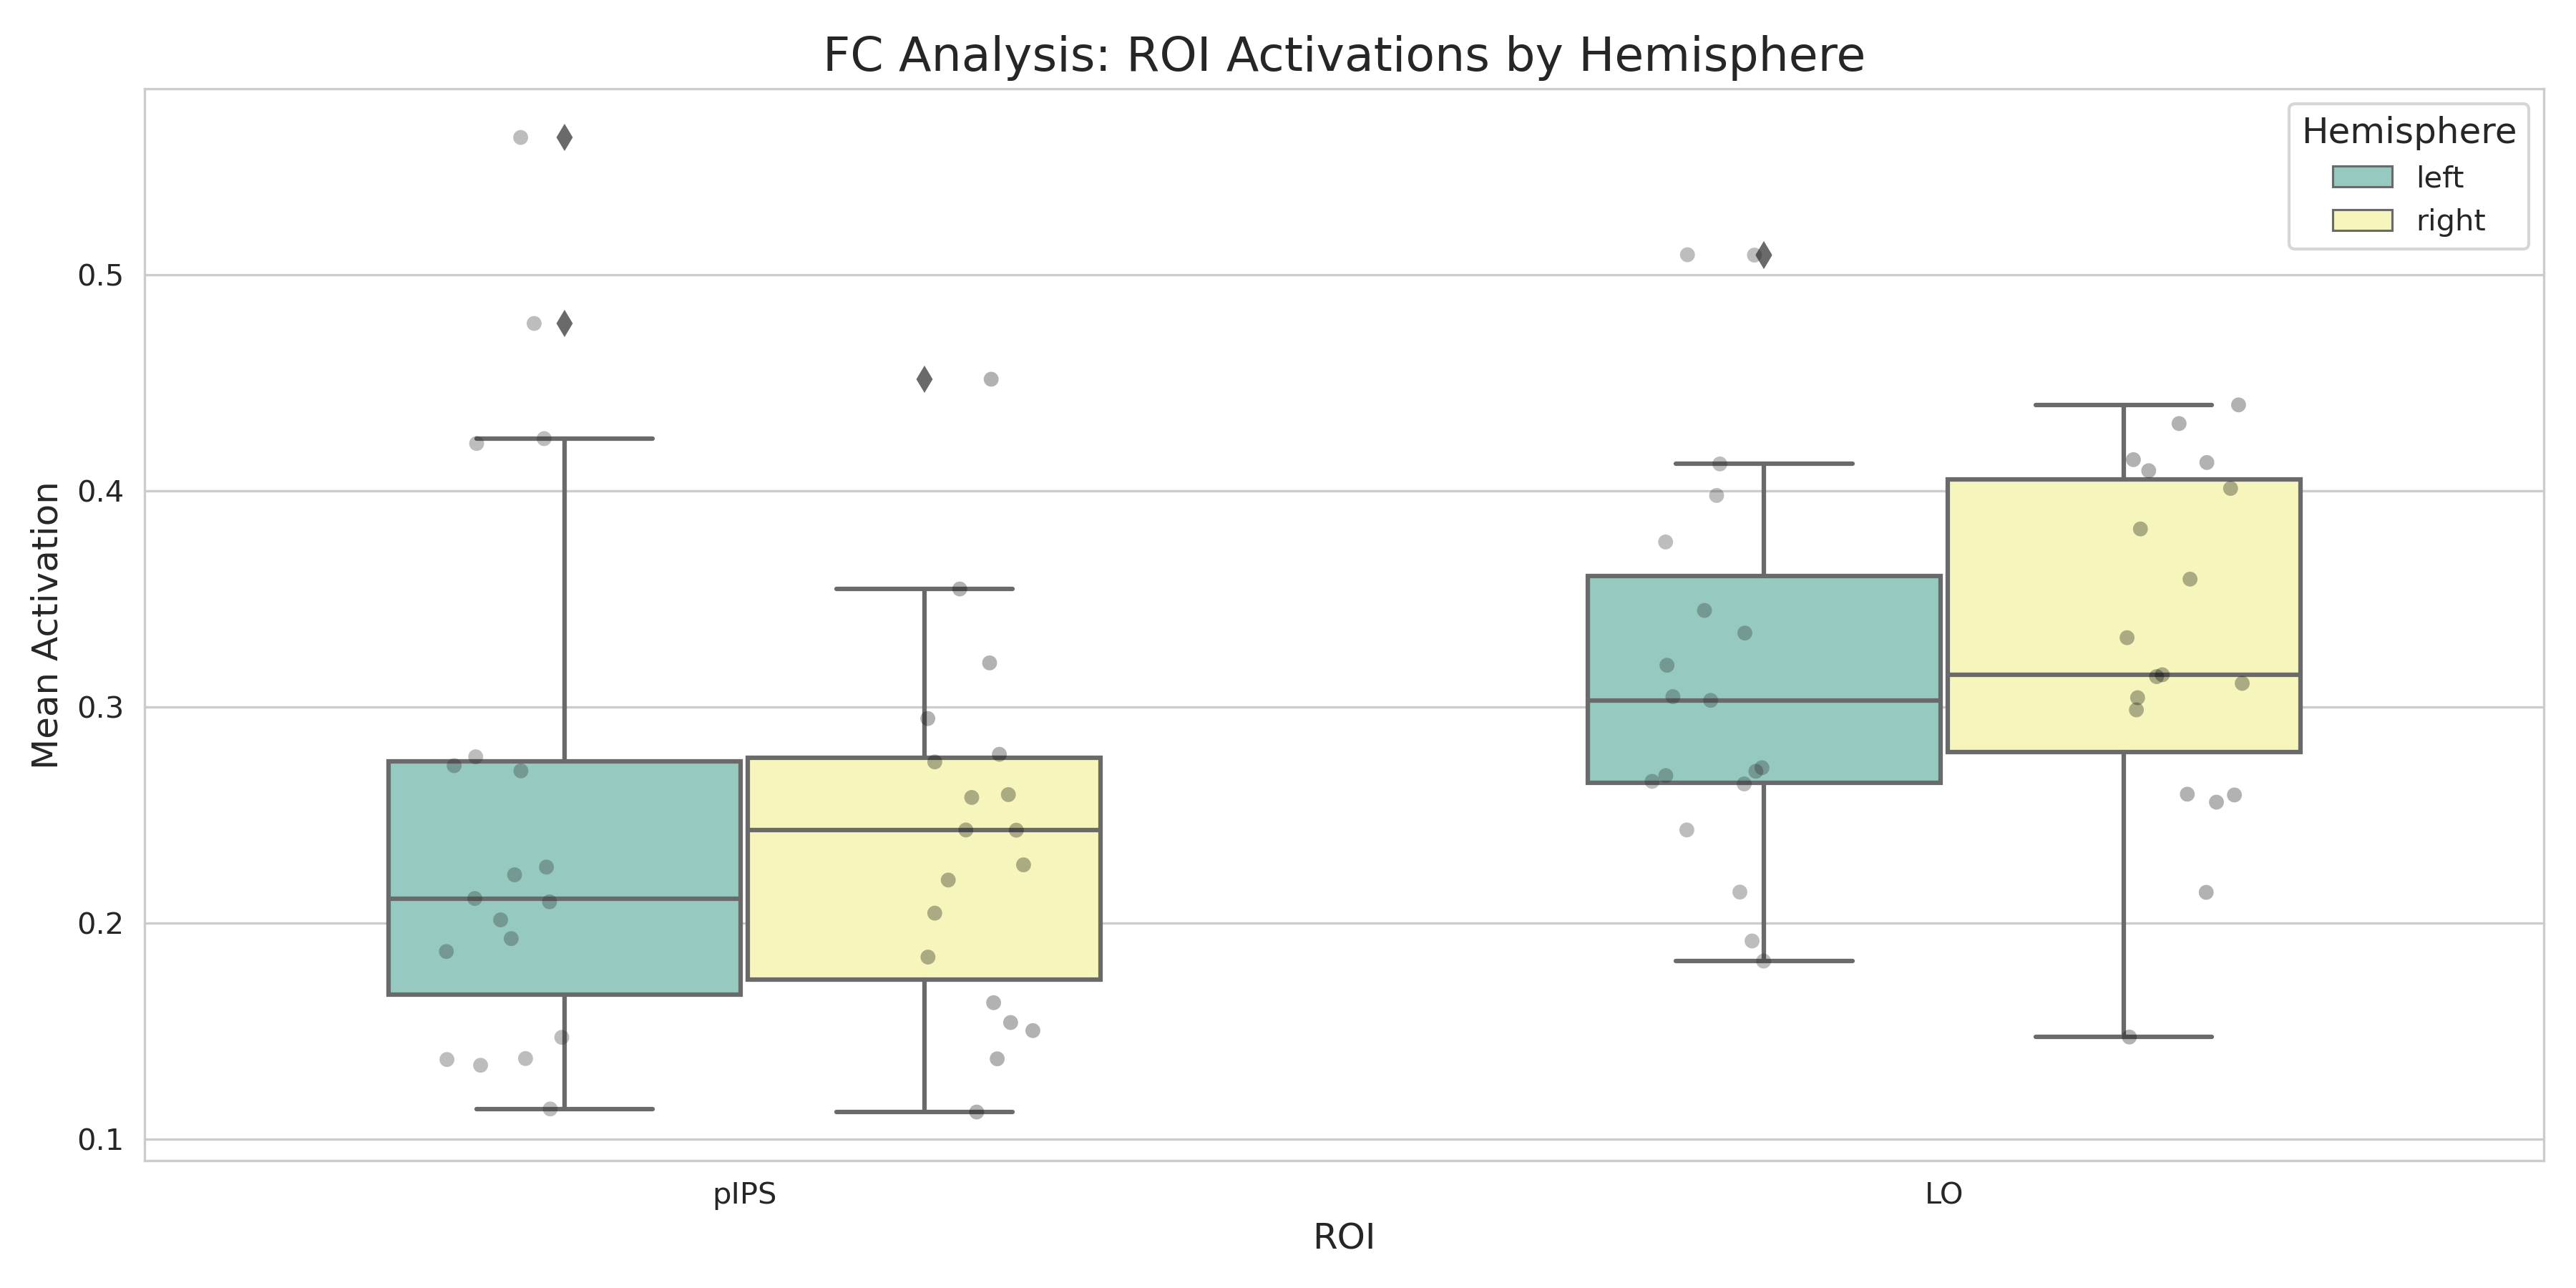 FC Analysis: ROI Activations by Hemisphere
Hemisphere
left
right
0.5
0.4
0.3
0.2
0.1
Mean Activation
pIPS
LO
ROI